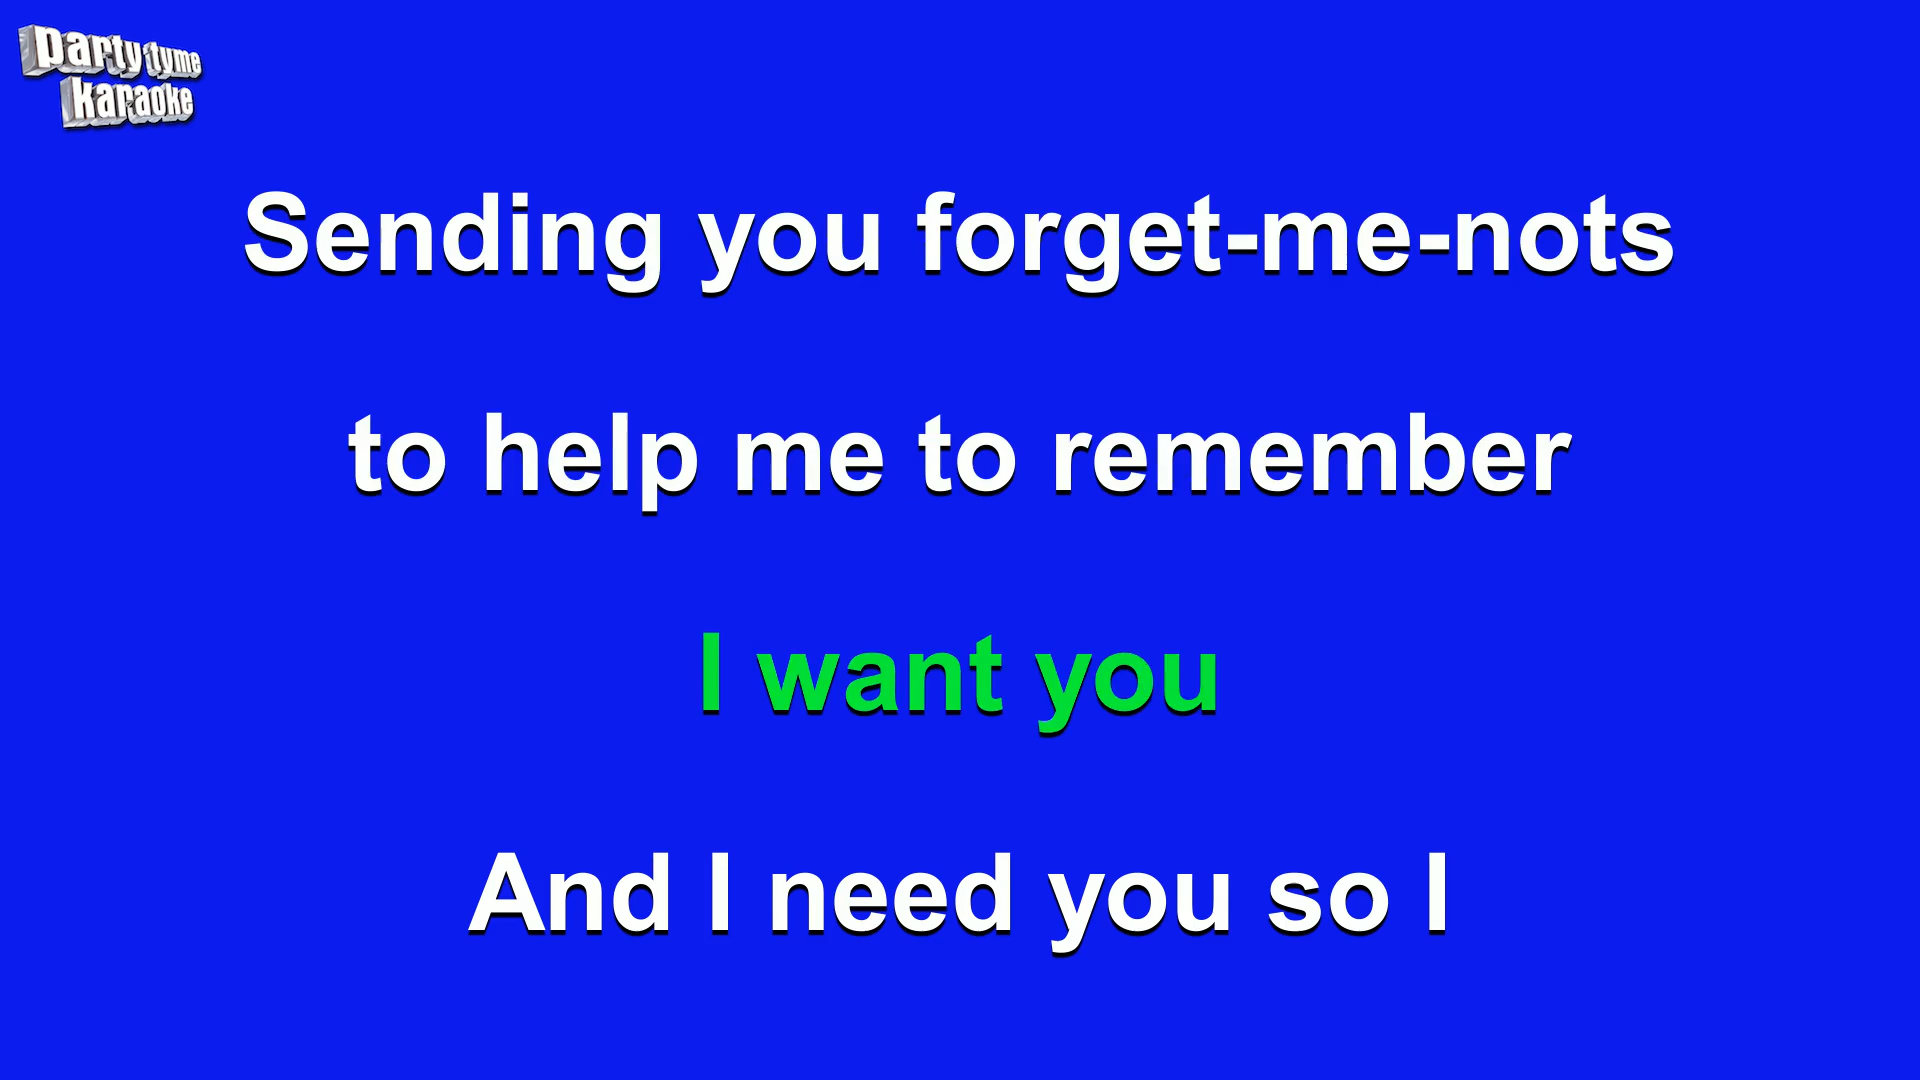 party tyme
karaoke
Sending you forget-me-nots
to help me to remember
I want you
And I need you so I